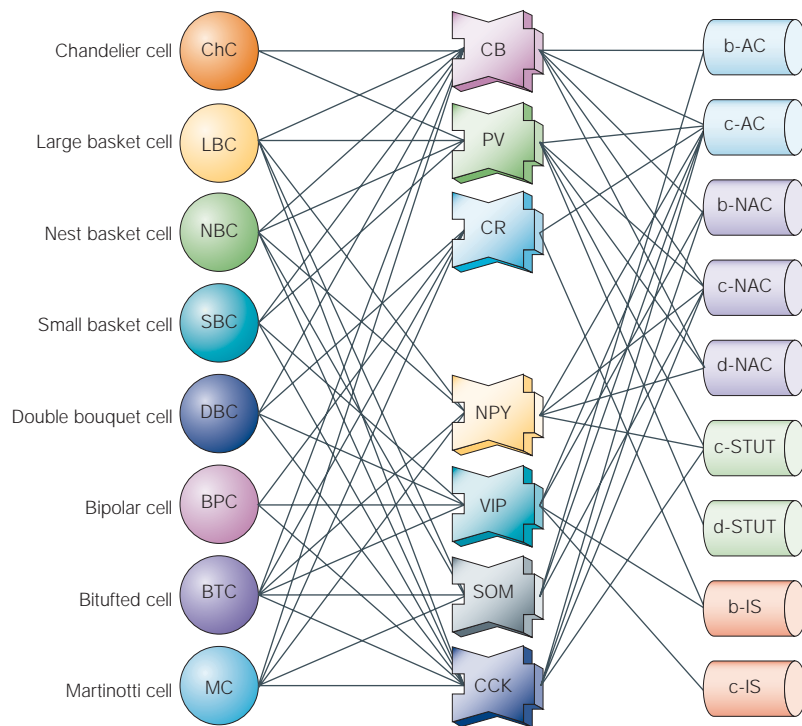 Chandelier cell
ChC
CB
b-AC
Large basket cell
LBC
PV
c-AC
Nest basket cell
NBC
CR
b-NAC
Small basket cell
SBC
c-NAC
Double bouquet cell
DBC
NPY
d-NAC
c-STUT
Bipolar cell
BPC
VIP
d-STUT
Bitufted cell
BTC
SOM
b-IS
Martinotti cell
MC
CCK
c-IS